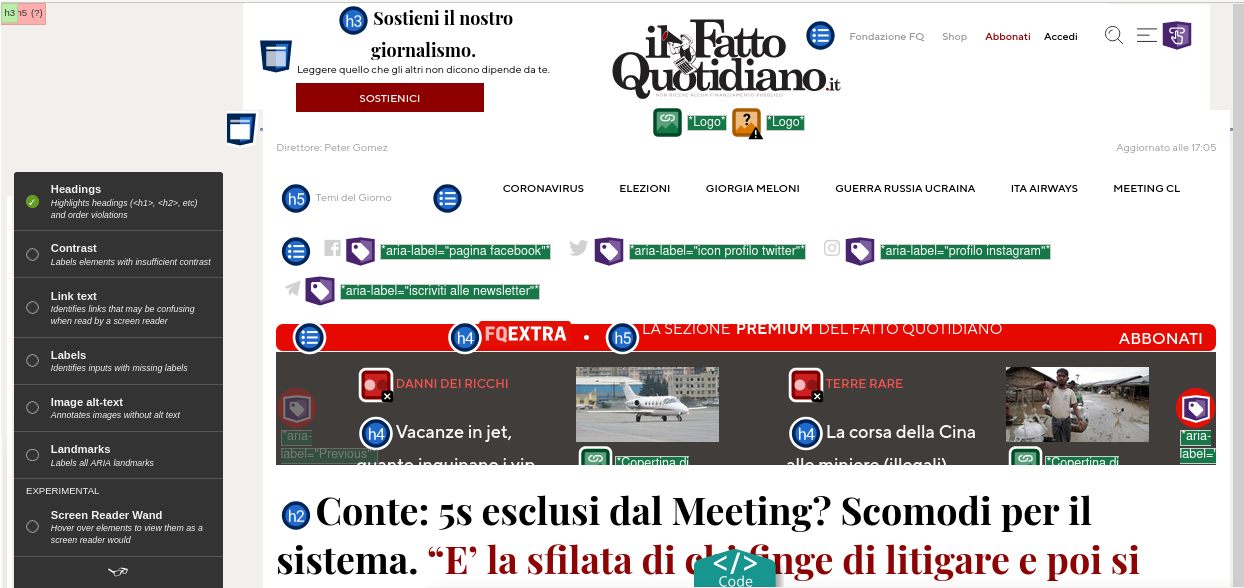 h3 h5 (?)
h3 Sostieni il nostro
giornalismo.
Leggere quello che gli altri non dicono dipende da te.
SOSTIENICI
il Fatto
Quotidiano.it
NON RICEVE ALCUN FINANZIAMENTO PUBBLICO
Fondazione FQ Shop Abbonati Accedi
*Logo* ? *Logo*
Direttore: Peter Gomez
Aggiornato alle 17:05
h5 Temi del Giorno
CORONAVIRUS ELEZIONI GIORGIA MELONI GUERRA RUSSIA UCRAINA ITA AIRWAYS MEETING CL
*aria-label="pagina facebook"* *aria-label="icon profilo twitter"* *aria-label="profilo instagram"*
*aria-label="iscriviti alle newsletter"*
h4 FQEXTRA • h5 LA SEZIONE PREMIUM DEL FATTO QUOTIDIANO
ABBONATI
DANNI DEI RICCHI
h4 Vacanze in jet,
quanto inquinano i vip
*aria-
label="Previous"*
*Copertina di
TERRE RARE
h4 La corsa della Cina
alle miniere (illegali)
*Copertina di
*aria-
label="
h2 Conte: 5s esclusi dal Meeting? Scomodi per il
sistema. “E’ la sfilata di chi finge di litigare e poi si
</>
Code
Headings
Highlights headings (<h1>, <h2>, etc)
and order violations
Contrast
Labels elements with insufficient contrast
Link text
Identifies links that may be confusing
when read by a screen reader
Labels
Identifies inputs with missing labels
Image alt-text
Annotates images without alt text
Landmarks
Labels all ARIA landmarks
EXPERIMENTAL
Screen Reader Wand
Hover over elements to view them as a
screen reader would